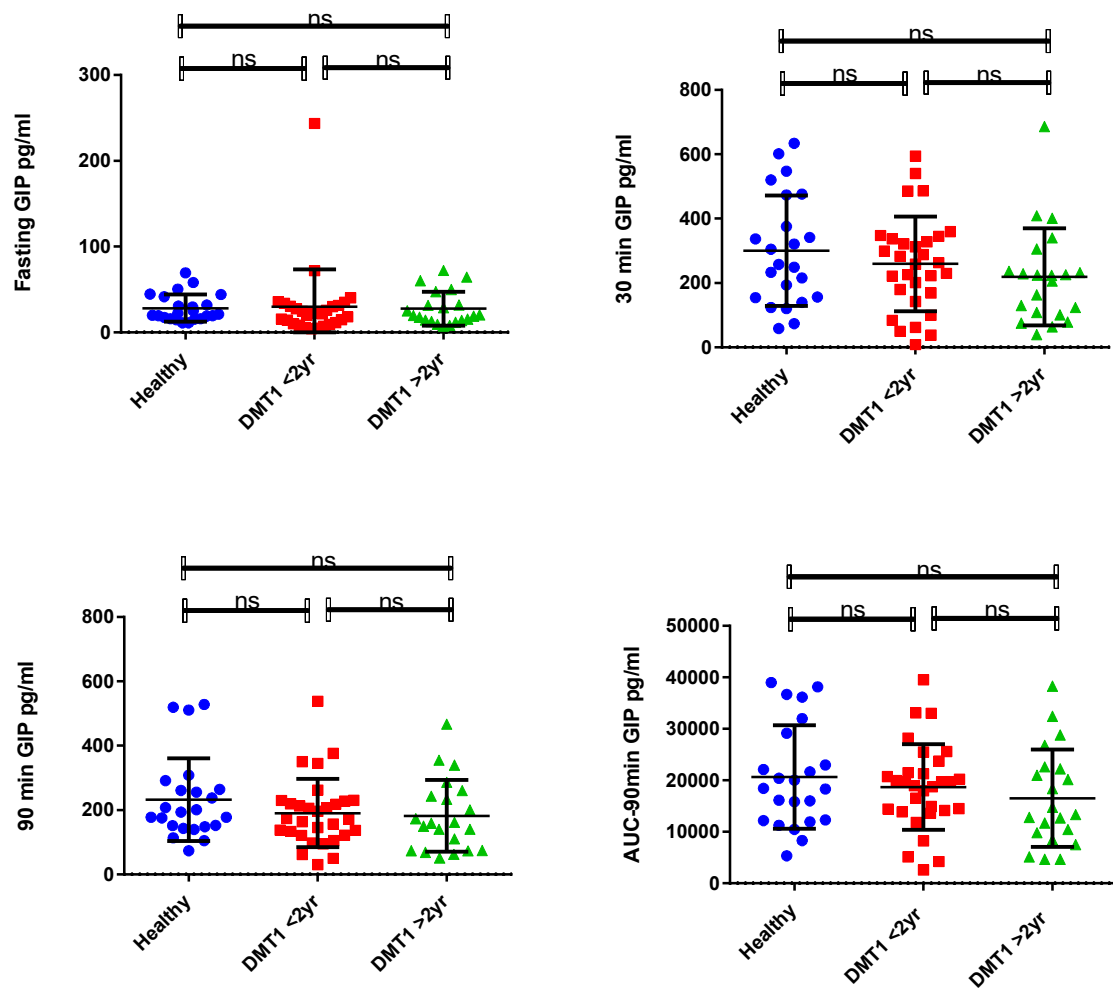 ns
ns ns
300
200
100
0
Fasting GIP pg/ml
Healthy
DMT1 <2yr
DMT1 >2yr
ns
ns ns
800
600
400
200
0
30 min GIP pg/ml
Healthy
DMT1 <2yr
DMT1 >2yr
ns
ns ns
800
600
400
200
0
90 min GIP pg/ml
Healthy
DMT1 <2yr
DMT1 >2yr
ns
ns ns
50000
40000
30000
20000
10000
0
AUC-90min GIP pg/ml
Healthy
DMT1 <2yr
DMT1 >2yr